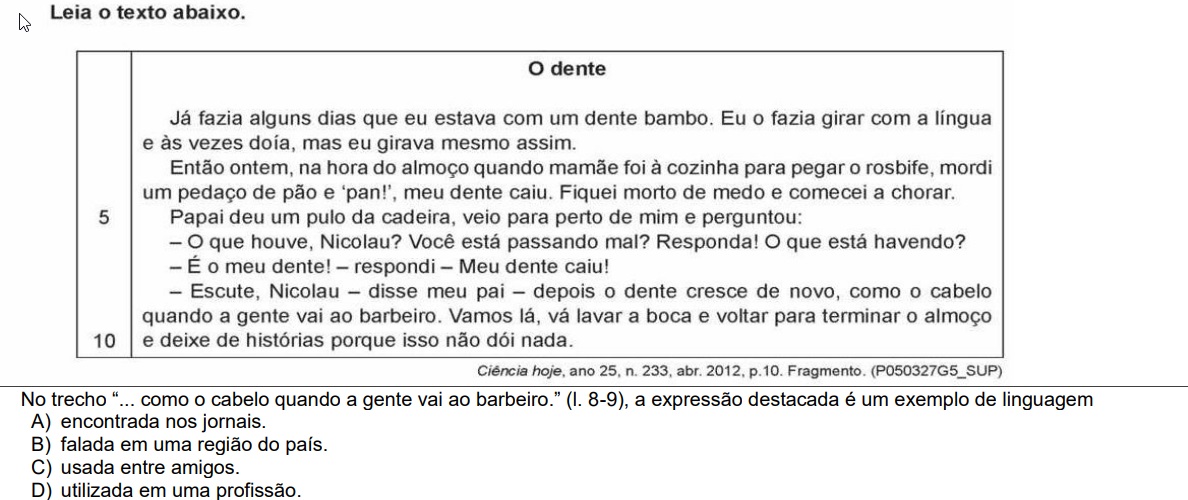 Leia o texto abaixo.
O dente
Já fazia alguns dias que eu estava com um dente bambo. Eu o fazia girar com a língua
e às vezes doía, mas eu girava mesmo assim.
Então ontem, na hora do almoço quando mamãe foi à cozinha para pegar o rosbife, mordi
um pedaço de pão e ‘pan!’, meu dente caiu. Fiquei morto de medo e comecei a chorar.
5 Papai deu um pulo da cadeira, veio para perto de mim e perguntou:
– O que houve, Nicolau? Você está passando mal? Responda! O que está havendo?
– É o meu dente! – respondi – Meu dente caiu!
– Escute, Nicolau – disse meu pai – depois o dente cresce de novo, como o cabelo
quando a gente vai ao barbeiro. Vamos lá, vá lavar a boca e voltar para terminar o almoço
10 e deixe de histórias porque isso não dói nada.
Ciência hoje, ano 25, n. 233, abr. 2012, p.10. Fragmento. (P050327G5_SUP)
No trecho “... como o cabelo quando a gente vai ao barbeiro.” (l. 8-9), a expressão destacada é um exemplo de linguagem
A) encontrada nos jornais.
B) falada em uma região do país.
C) usada entre amigos.
D) utilizada em uma profissão.